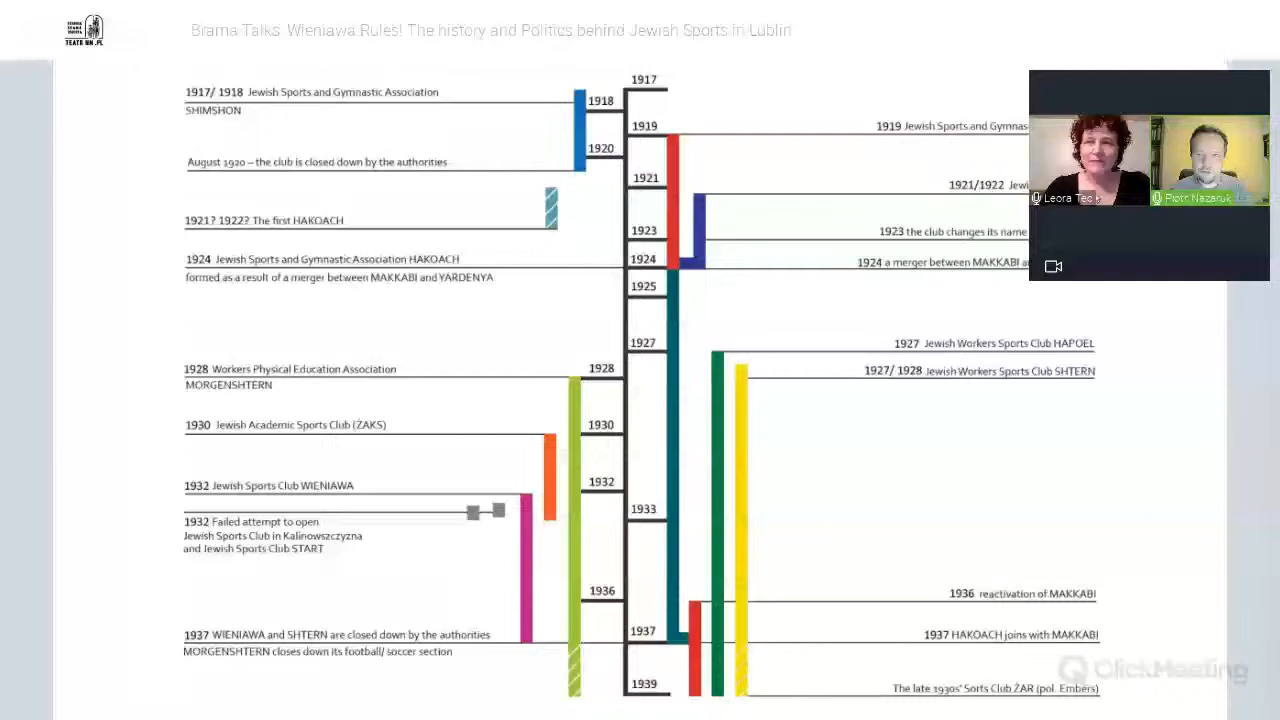 TEATR NN .PL
Brama Talks: Wieniawa Rules! The history and Politics behind Jewish Sports in Lublin
1917
1917/ 1918 Jewish Sports and Gymnastic Association
SHIMSHON
1918
1919
1919 Jewish Sports and Gymnas
1920
August 1920 – the club is closed down by the authorities
1921
1921/1922 Jewi
Leora Tec
Piotr Nazaruk
1921? 1922? The first HAKOACH
1923
1923 the club changes its name
1924 Jewish Sports and Gymnastic Association HAKOACH
formed as a result of a merger between MAKKABI and YARDENYA
1924
1924 a merger between MAKKABI a
1925
1927
1927 Jewish Workers Sports Club HAPOEL
1928 Workers Physical Education Association
MORGENSHTERN
1928
1927/ 1928 Jewish Workers Sports Club SHTERN
1930 Jewish Academic Sports Club (ŻAKS)
1930
1932 Jewish Sports Club WIENIAWA
1932
1932 Failed attempt to open
Jewish Sports Club in Kalinowszczyzna
and Jewish Sports Club START
1933
1936
1936 reactivation of MAKKABI
1937 WIENIAWA and SHTERN are closed down by the authorities
MORGENSHTERN closes down its football/ soccer section
1937
1937 HAKOACH joins with MAKKABI
1939
The late 1930s' Sorts Club ŻAR (pol. Embers)
ClickMeeting